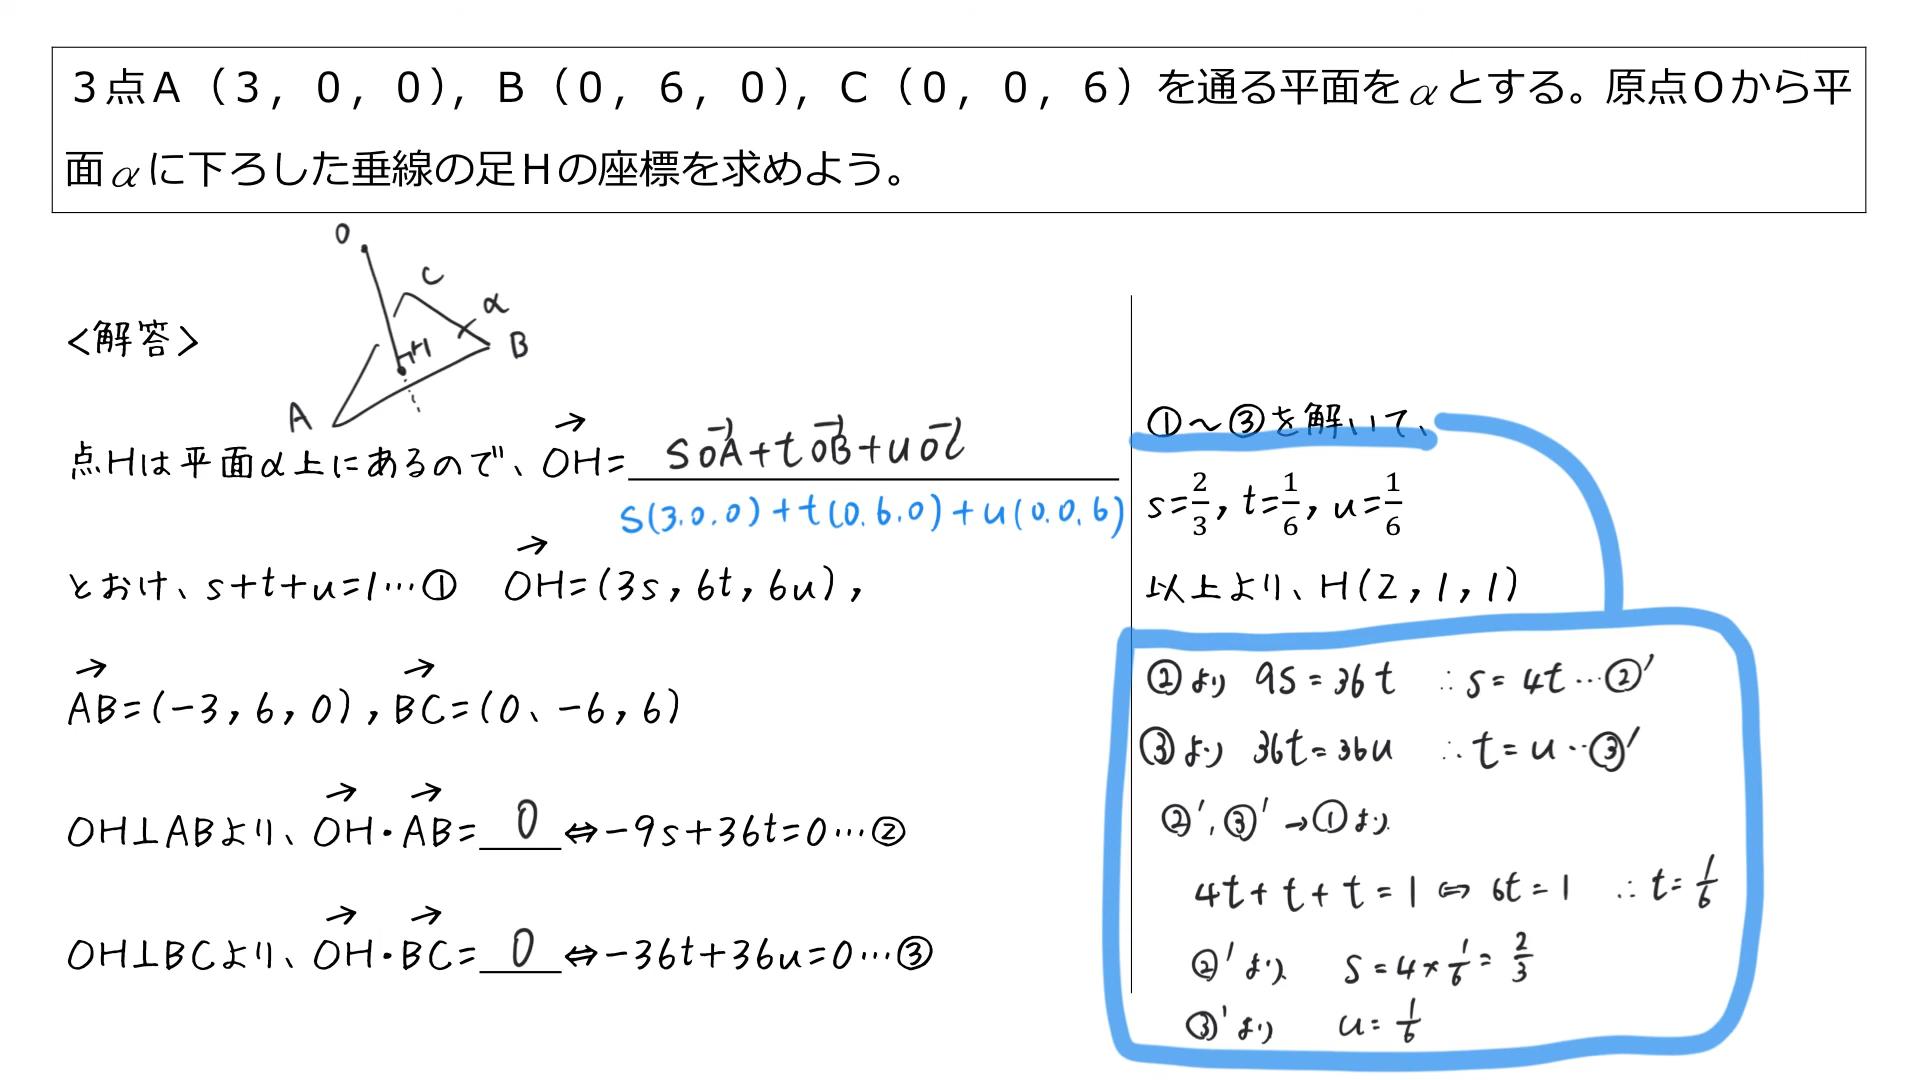 ３点Ａ（３，０，０），Ｂ（０，６，０），Ｃ（０，０，６）を通る平面をαとする。原点Ｏから平
面αに下ろした垂線の足Ｈの座標を求めよう。
O
C
α
B
H
A
<解答>
点Hは平面α上にあるので、→OH=s→OA+t→OB+u→OC
s(3.0.0)+t(0.6.0)+u(0.0.6)
とおけ、s+t+u=1…① →OH=(3s,6t,6u),
→AB=(-3,6,0),→BC=(0、-6,6)
OH⊥ABより、→OH・→AB=0⇔-9s+36t=0…②
OH⊥BCより、→OH・→BC=0⇔-36t+36u=0…③
①～③を解いて、
s=2/3, t=1/6, u=1/6
以上より、H(2,1,1)
②より 9s=36t ∴s=4t…②'
③より 36t=36u ∴t=u…③'
②',③'→①より
4t+t+t=1⇔6t=1 ∴t=1/6
②'より s=4×1/6=2/3
③'より u=1/6